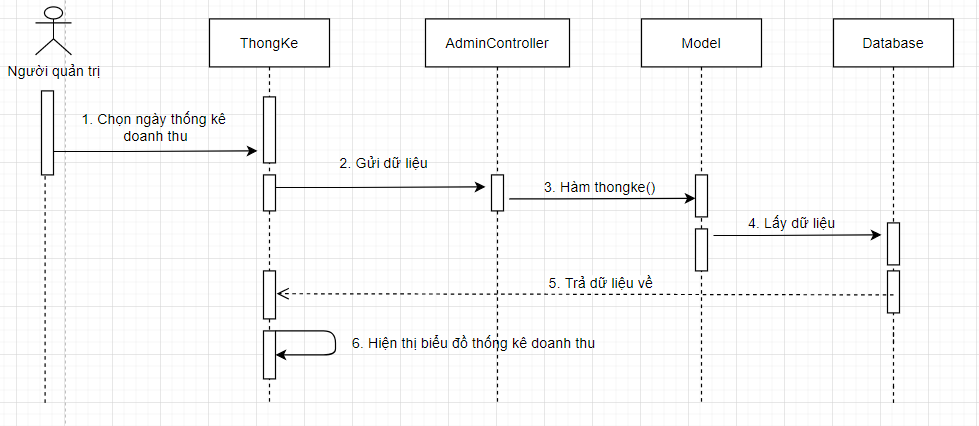 ThongKe
AdminController
Model
Database
Người quản trị
1. Chọn ngày thống kê
doanh thu
2. Gửi dữ liệu
3. Hàm thongke()
4. Lấy dữ liệu
5. Trả dữ liệu về
6. Hiện thị biểu đồ thống kê doanh thu